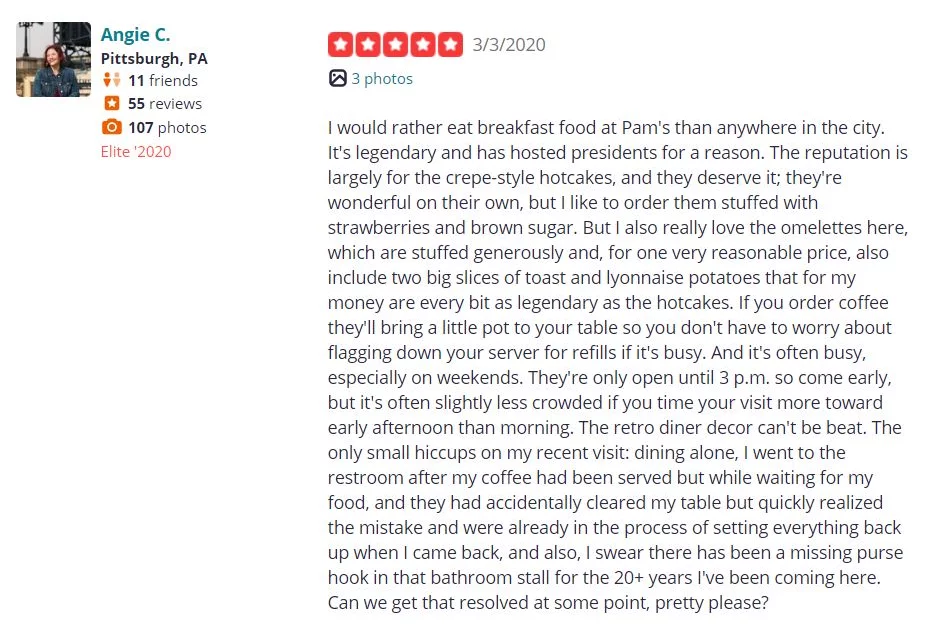 Angie C.
Pittsburgh, PA
11 friends
55 reviews
107 photos
Elite '2020
3/3/2020
3 photos
I would rather eat breakfast food at Pam's than anywhere in the city.
It's legendary and has hosted presidents for a reason. The reputation is
largely for the crepe-style hotcakes, and they deserve it; they're
wonderful on their own, but I like to order them stuffed with
strawberries and brown sugar. But I also really love the omelettes here,
which are stuffed generously and, for one very reasonable price, also
include two big slices of toast and lyonnaise potatoes that for my
money are every bit as legendary as the hotcakes. If you order coffee
they'll bring a little pot to your table so you don't have to worry about
flagging down your server for refills if it's busy. And it's often busy,
especially on weekends. They're only open until 3 p.m. so come early,
but it's often slightly less crowded if you time your visit more toward
early afternoon than morning. The retro diner decor can't be beat. The
only small hiccups on my recent visit: dining alone, I went to the
restroom after my coffee had been served but while waiting for my
food, and they had accidentally cleared my table but quickly realized
the mistake and were already in the process of setting everything back
up when I came back, and also, I swear there has been a missing purse
hook in that bathroom stall for the 20+ years I've been coming here.
Can we get that resolved at some point, pretty please?